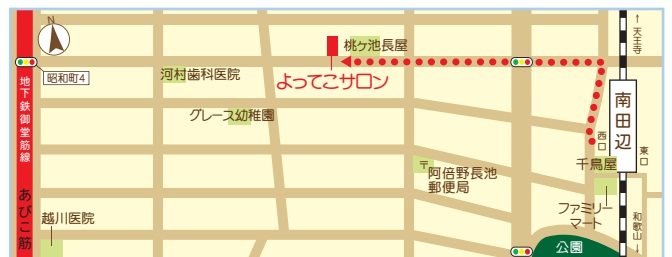 N
昭和町4
地下鉄御堂筋線
あびこ筋
河村歯科医院
桃ヶ池長屋
よってこサロン
グレース幼稚園
越川医院
〒
阿倍野長池
郵便局
↑天王寺
南田辺
西口
東口
千鳥屋
ファミリー
マート
和歌山↓
公園